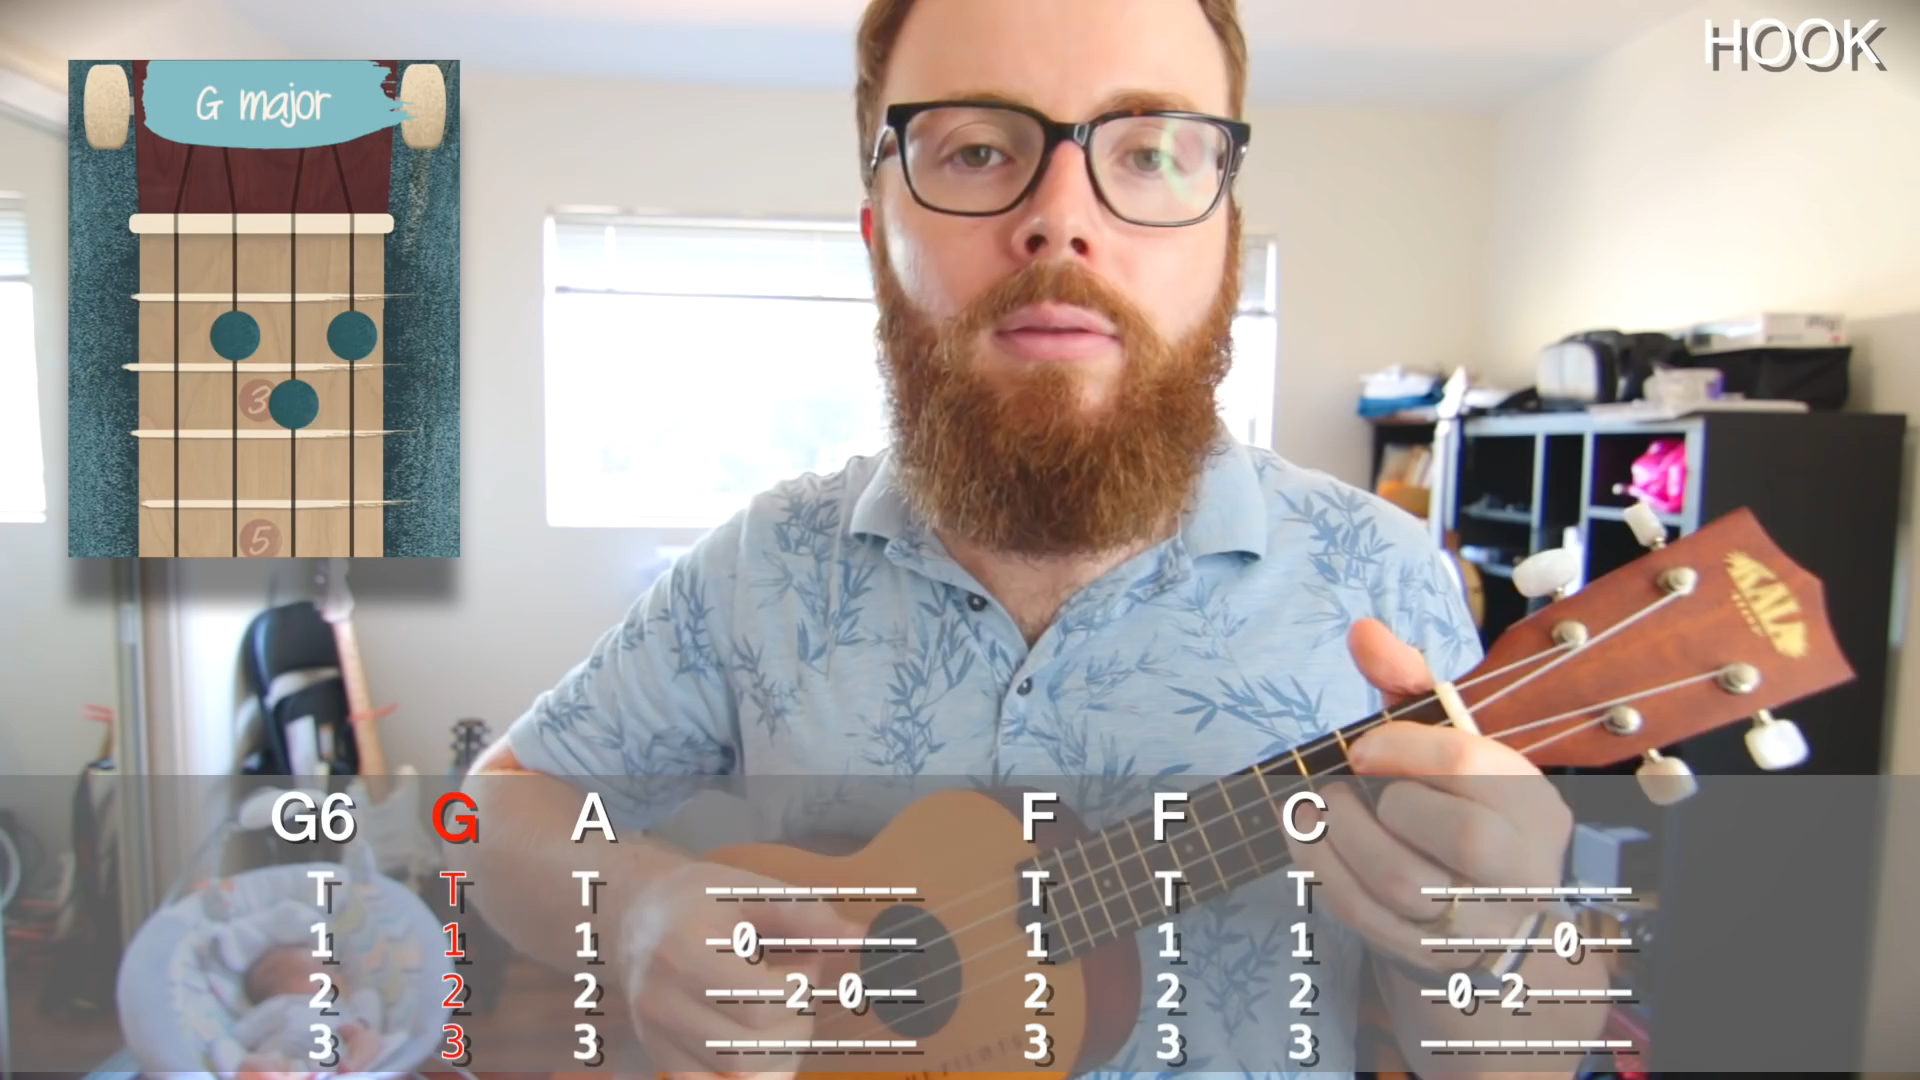 HOOK
G major
3
5
KALA
G6 G A F F C
T T T -------- T T T --------
1 1 1 -0------ 1 1 1 -----0--
2 2 2 ---2-0-- 2 2 2 -0-2----
3 3 3 -------- 3 3 3 --------